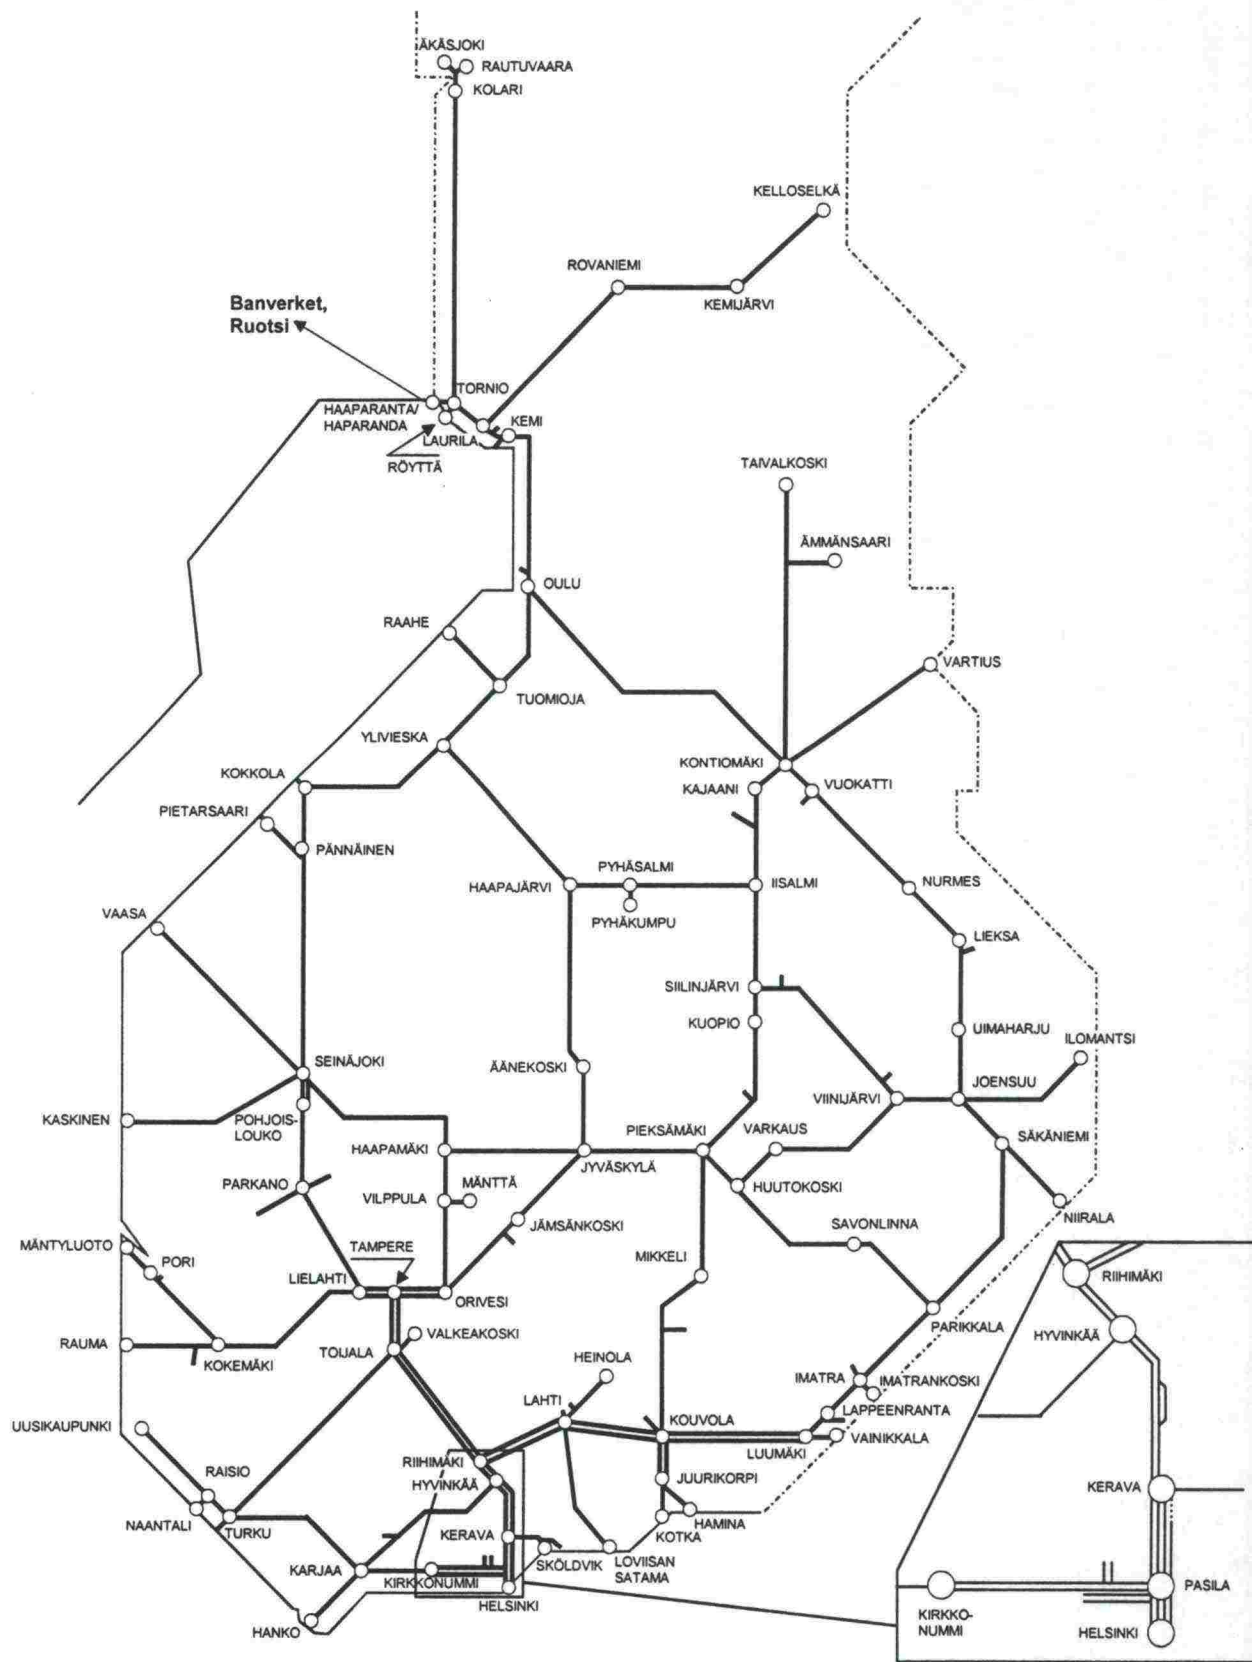 ÄKÄSJOKI
RAUTUVAARA
KOLARI
KELLOSELKÄ
ROVANIEMI
KEMIJÄRVI
Banverket,
Ruotsi
TORNIO
HAAPARANTA/
HAPARANDA
KEMI
LAURILA
RÖYTTÄ
TAIVALKOSKI
ÄMMÄNSAARI
OULU
RAAHE
VARTIUS
TUOMIOJA
YLIVIESKA
KONTIOMÄKI
KOKKOLA
KAJAANI
VUOKATTI
PIETARSAARI
PÄNNÄINEN
PYHÄSALMI
HAAPAJÄRVI
IISALMI
NURMES
VAASA
PYHÄKUMPU
LIEKSA
SIILINJÄRVI
KUOPIO
UIMAHARJU
ILOMANTSI
SEINÄJOKI
ÄÄNEKOSKI
JOENSUU
VIINIJÄRVI
KASKINEN
POHJOIS-
LOUKO
PIEKSÄMÄKI
VARKAUS
SÄKÄNIEMI
HAAPAMÄKI
JYVÄSKYLÄ
PARKANO
VILPPULA
MÄNTTÄ
HUUTOKOSKI
NIIRALA
JÄMSÄNKOSKI
SAVONLINNA
MÄNTYLUOTO
PORI
TAMPERE
MIKKELI
LIELAHTI
ORIVESI
RIIHIMÄKI
PARIKKALA
VALKEAKOSKI
HYVINKÄÄ
RAUMA
KOKEMÄKI
TOIJALA
HEINOLA
IMATRA
IMATRANKOSKI
LAHTI
LAPPEENRANTA
UUSIKAUPUNKI
KOUVOLA
VAINIKKALA
LUUMÄKI
RIIHIMÄKI
RAISIO
HYVINKÄÄ
JUURIKORPI
KERAVA
NAANTALI
TURKU
HAMINA
KOTKA
KERAVA
SKÖLDVIK
LOVIISAN
SATAMA
KARJAA
KIRKKONUMMI
PASILA
HELSINKI
KIRKKO-
NUMMI
HELSINKI
HANKO